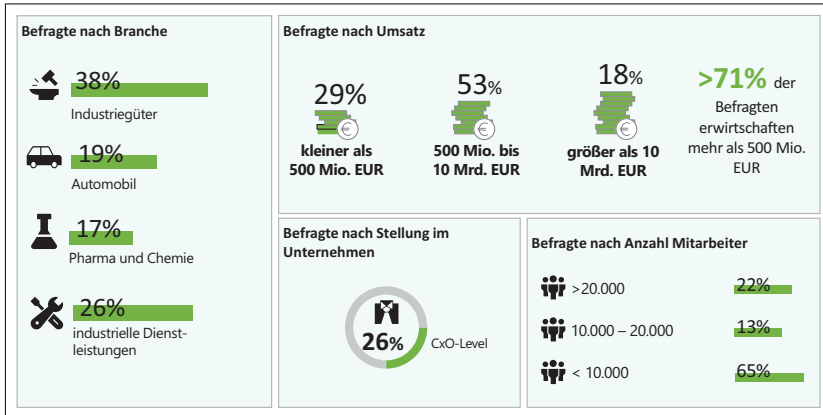 Befragte nach Branche
38%
Industriegüter
19%
Automobil
17%
Pharma und Chemie
26%
industrielle Dienst-
leistungen
Befragte nach Umsatz
29%
kleiner als
500 Mio. EUR
53%
500 Mio. bis
10 Mrd. EUR
18%
größer als 10
Mrd. EUR
>71% der
Befragten
erwirtschaften
mehr als 500 Mio.
EUR
Befragte nach Stellung im
Unternehmen
26%
CxO-Level
Befragte nach Anzahl Mitarbeiter
>20.000 22%
10.000 – 20.000 13%
< 10.000 65%